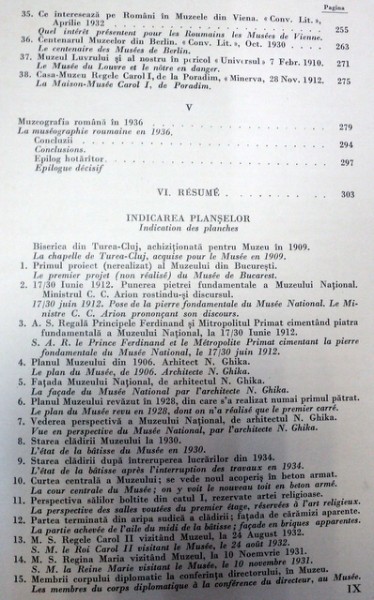 Pagina
35. Ce interesează pe Români în Muzeele din Viena. « Conv. Lit. »,
Aprilie 1932 . . . 255
Quel intérêt présentent pour les Roumains les Musées de Vienne.
36. Centenarul Muzeelor din Berlin. « Conv. Lit. », Oct. 1930 . . . 263
Le centenaire des Musées de Berlin.
37. Muzeul Luvrului și al nostru în pericol « Universul » 7 Febr. 1910. 271
Le Musée du Louvre et le nôtre en danger.
38. Casa-Muzeu Regele Carol I, de la Poradim, « Minerva, 28 Nov. 1912. 275
La Maison-Musée Carol I, de Poradim.
V
Muzeografia română în 1936 . . . 279
La muséographie roumaine en 1936.
Concluzii . . . 294
Conclusions.
Epilog hotărîtor . . . 297
Epilogue décisif
VI. RÉSUMÉ . . . 303
INDICAREA PLANȘELOR
Indication des planches
Biserica din Turea-Cluj, achiziționată pentru Muzeu în 1909.
La chapelle de Turea-Cluj, acquise pour le Musée en 1909.
1. Primul proiect (nerealizat) al Muzeului din București.
Le premier projet (non réalisé) du Musée de Bucarest.
2. 17/30 Iunie 1912. Punerea pietrei fundamentale a Muzeului Național.
Ministrul C. C. Arion rostindu-și discursul.
17/30 juin 1912. Pose de la pierre fondamentale du Musée National. Le Mi-
nistre C. C. Arion prononçant son discours.
3. A. S. Regală Principele Ferdinand și Mitropolitul Primat cimentând piatra
fundamentală a Muzeului Național, la 17/30 Iunie 1912.
S. A. R. le Prince Ferdinand et le Métropolite Primat cimentant la pierre
fondamentale du Musée National, le 17/30 juin 1912.
4. Planul Muzeului din 1906. Arhitect N. Ghika.
Le plan du Musée, de 1906. Architecte N. Ghika.
5. Fațada Muzeului Național, de arhitectul N. Ghika.
La façade du Musée National par l'architecte N. Ghika.
6. Planul Muzeului revăzut în 1928, din care s'a realizat numai primul pătrat.
Le plan du Musée revu en 1928, dont on n'a réalisé que le premier carré.
7. Vederea perspectivă a Muzeului Național, de arhitectul N. Ghika.
Vue en perspective du Musée National, par l'architecte N. Ghika.
8. Starea clădirii Muzeului la 1930.
L'état de la bâtisse du Musée en 1930.
9. Starea clădirii după întreruperea lucrărilor din 1934.
L'état de la bâtisse après l'interruption des travaux en 1934.
10. Curtea centrală a Muzeului; se vede noul acoperiș în beton armat.
La cour centrale du Musée; on y voit le nouveau toit en béton armé.
11. Perspectiva sălilor boltite din catul I, rezervate artei religioase.
La perspective des salles voutées du premier étage, réservées à l'art religieux.
12. Partea terminată din aripa sudică a clădirii; fațada de cărămizi aparente.
La partie achevée de l'aile du midi de la bâtisse; façade en briques apparentes.
13. M. S. Regele Carol II vizitând Muzeul, la 24 August 1932.
S. M. le Roi Carol II visitant le Musée, le 24 août 1932.
14. M. S. Regina Maria vizitând Muzeul, la 10 Noemvrie 1931.
S. M. la Reine Marie visitant le Musée, le 10 novembre 1931.
15. Membrii corpului diplomatic la conferința directorului, în Muzeu.
Les membres du corps diplomatique à la conférence du directeur, au Musée.
IX